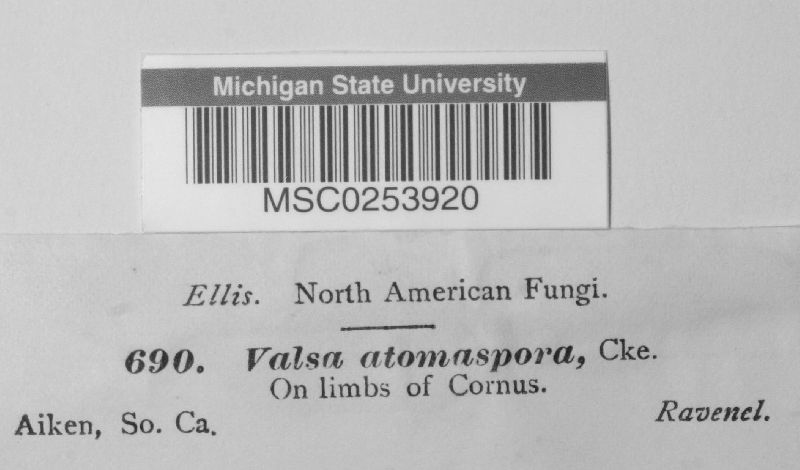 Michigan State University
MSC0253920
Ellis. North American Fungi.
690. Valsa atomaspora, Cke.
On limbs of Cornus.
Aiken, So. Ca.
Ravenel.